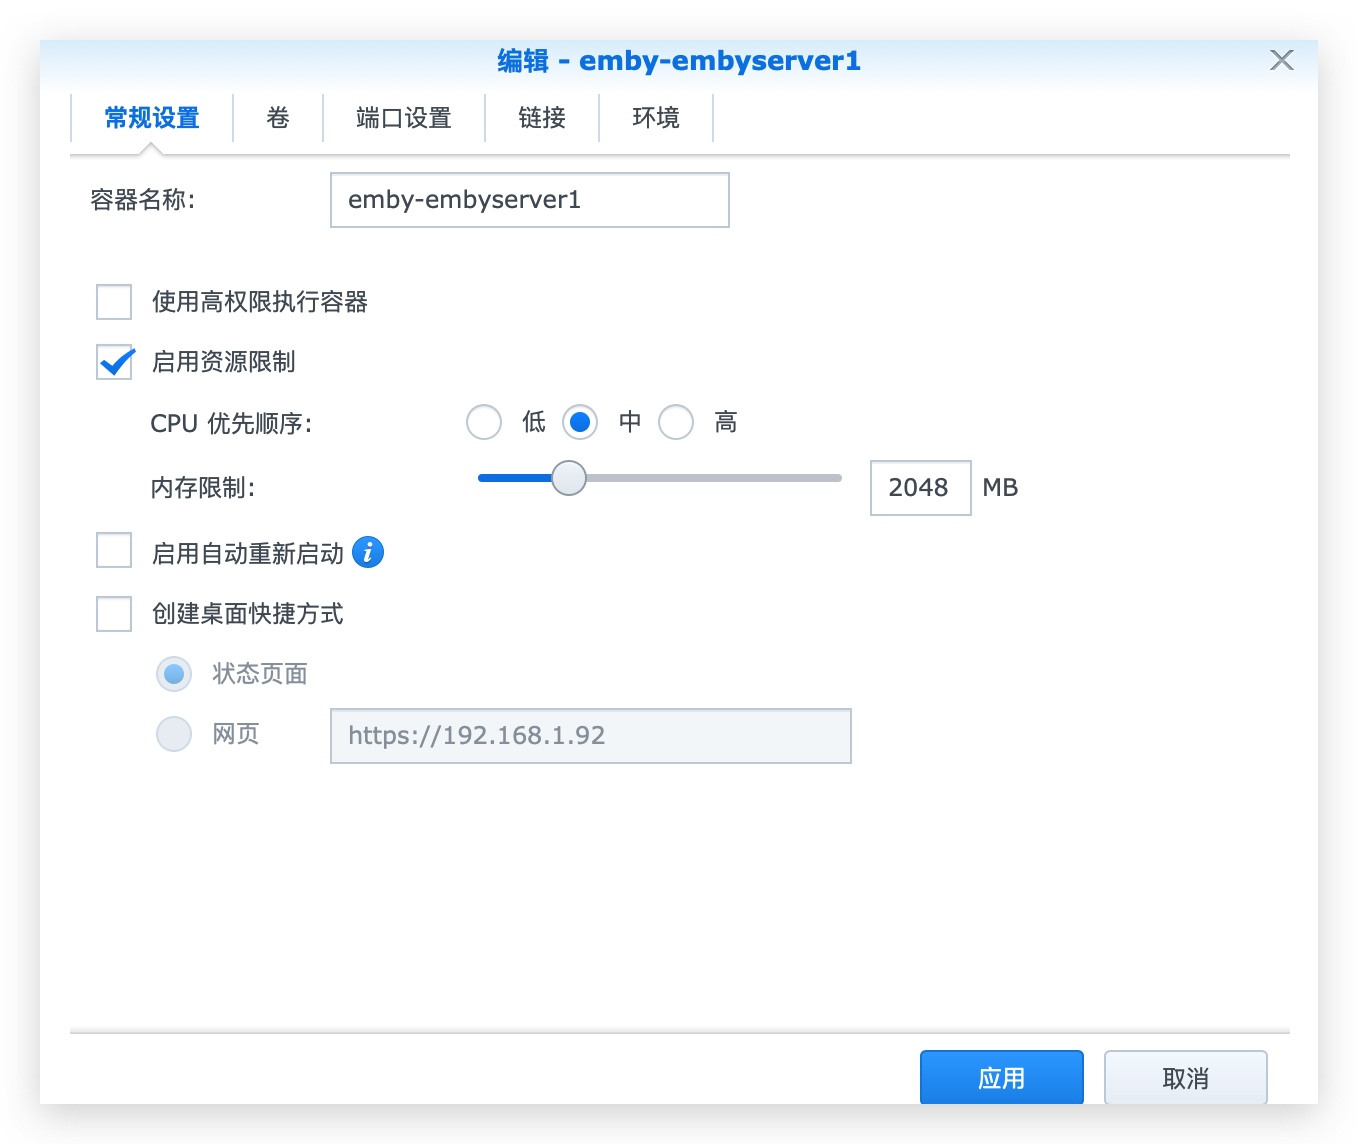 编辑 - emby-embyserver1
常规设置 卷 端口设置 链接 环境
容器名称: emby-embyserver1
使用高权限执行容器
启用资源限制
CPU 优先顺序: 低 中 高
内存限制: 2048 MB
启用自动重新启动 i
创建桌面快捷方式
状态页面
网页 https://192.168.1.92
应用 取消